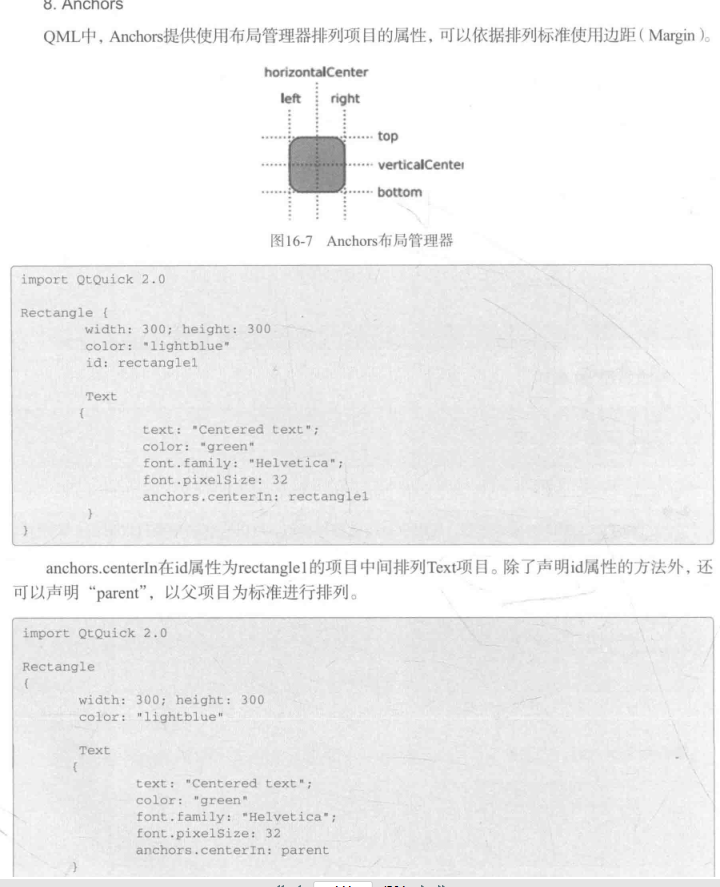 8. Anchors
QML中，Anchors提供使用布局管理器排列项目的属性，可以依据排列标准使用边距（Margin）。
horizontalCenter
left right
top
verticalCenter
bottom
图16-7 Anchors布局管理器
import QtQuick 2.0
Rectangle {
width: 300; height: 300
color: "lightblue"
id: rectangle1
Text
{
text: "Centered text";
color: "green"
font.family: "Helvetica";
font.pixelSize: 32
anchors.centerIn: rectangle1
}
}
anchors.centerIn在id属性为rectangle1的项目中间排列Text项目。除了声明id属性的方法外，还
可以声明“parent”，以父项目为标准进行排列。
import QtQuick 2.0
Rectangle
{
width: 300; height: 300
color: "lightblue"
Text
{
text: "Centered text";
color: "green"
font.family: "Helvetica";
font.pixelSize: 32
anchors.centerIn: parent
}